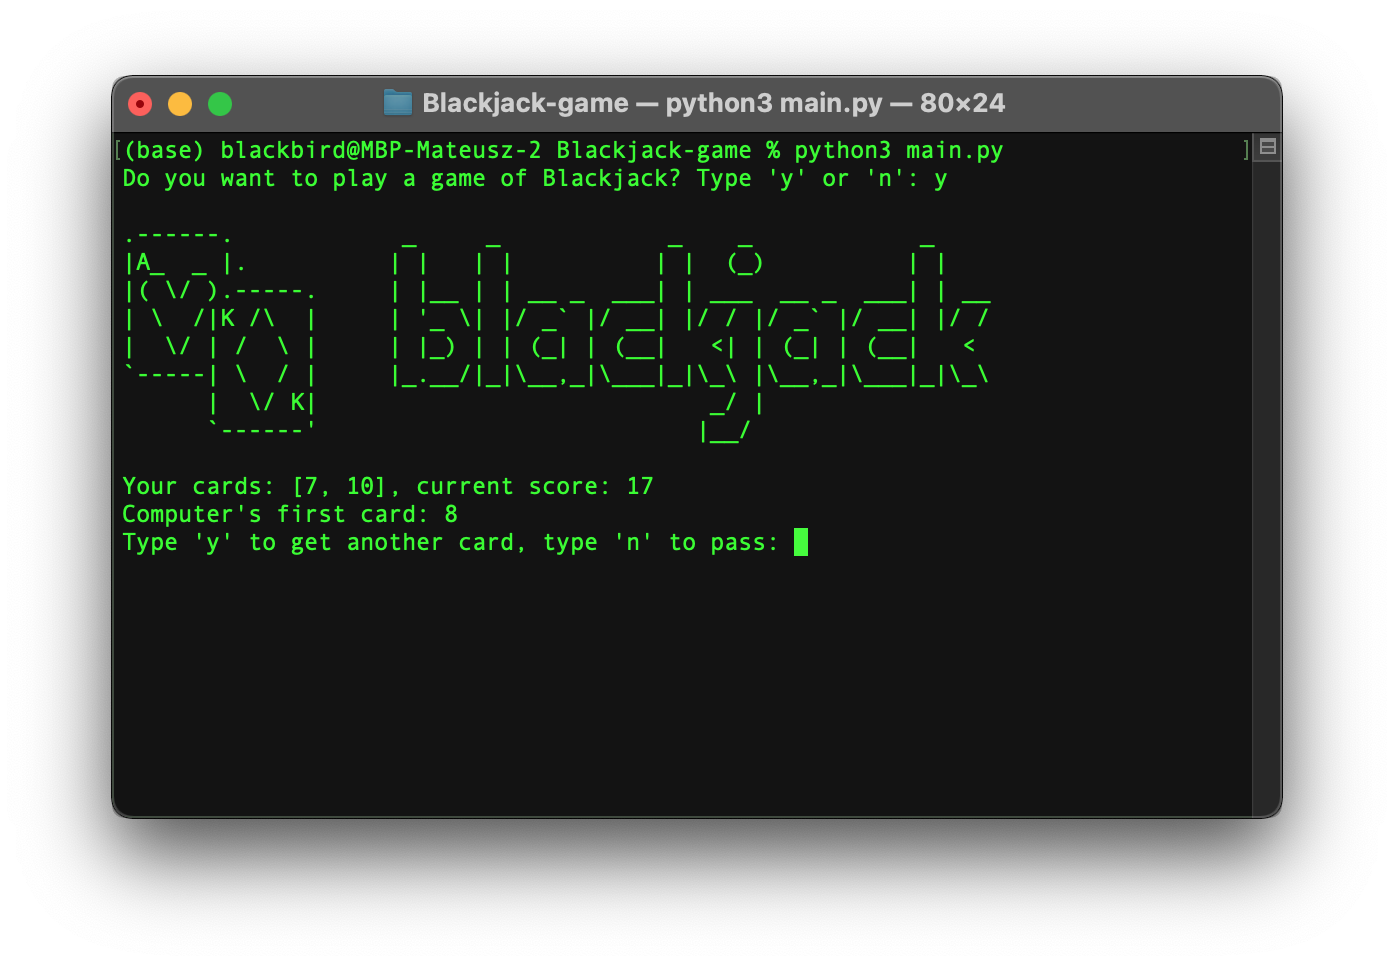 Blackjack-game — python3 main.py — 80×24
[(base) blackbird@MBP-Mateusz-2 Blackjack-game % python3 main.py ]
Do you want to play a game of Blackjack? Type 'y' or 'n': y
.------.            _     _            _    _             _
|A_  _ |.          | |   | |          | |  (_)          | |
|( \/ ).-----.     | |__ | | __ _  ___| | ___  __ _  ___| | __
| \  /|K /\  |     | '_ \| |/ _` |/ __| |/ / |/ _` |/ __| |/ /
|  \/ | /  \ |     | |_) | | (_| | (__|   <| | (_| | (__|   <
`-----| \  / |     |_.__/|_|\__,_|\___|_|\_\ |\__,_|\___|_|\_\
      |  \/ K|                            _/ |
      `------'                           |__/
Your cards: [7, 10], current score: 17
Computer's first card: 8
Type 'y' to get another card, type 'n' to pass: